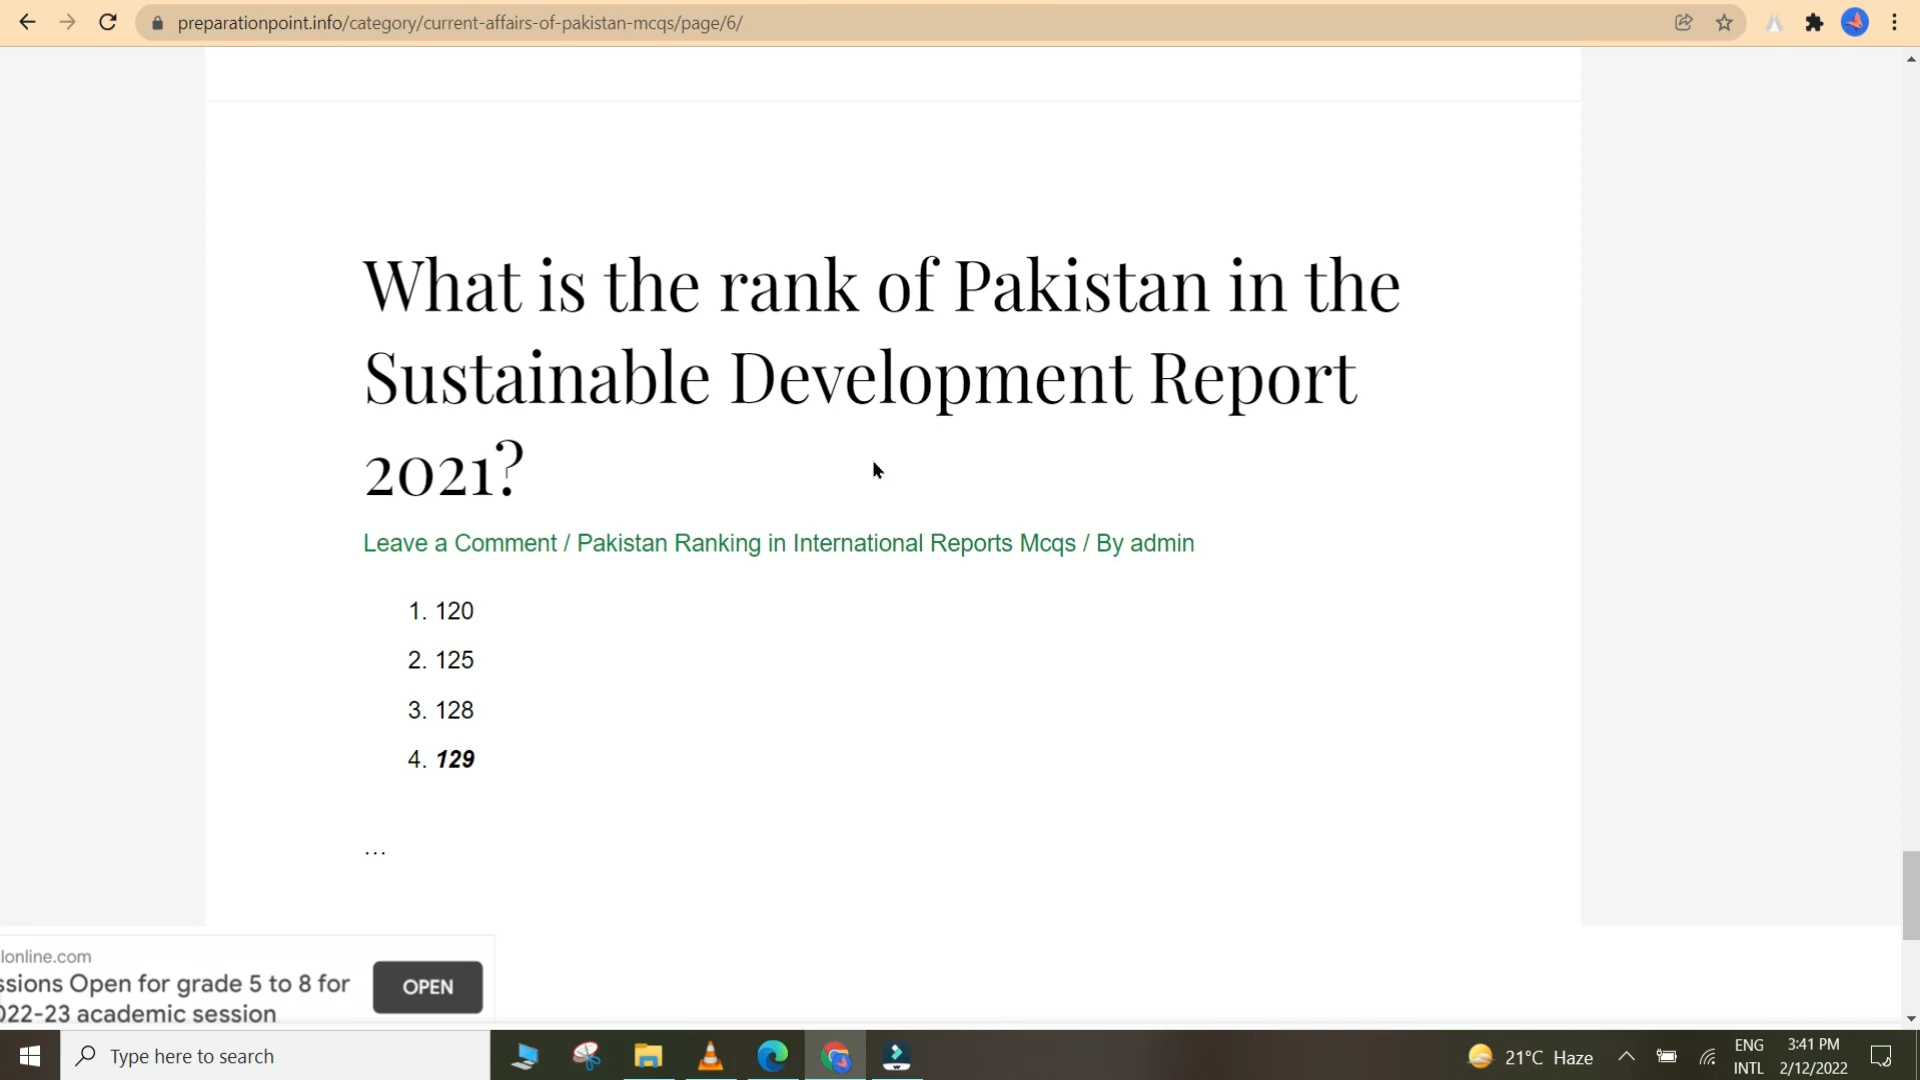 preparationpoint.info/category/current-affairs-of-pakistan-mcqs/page/6/
What is the rank of Pakistan in the
Sustainable Development Report
2021?
Leave a Comment / Pakistan Ranking in International Reports Mcqs / By admin
1. 120
2. 125
3. 128
4. 129
...
lonline.com
ssions Open for grade 5 to 8 for
022-23 academic session
OPEN
Type here to search
21°C Haze
ENG
INTL
3:41 PM
2/12/2022